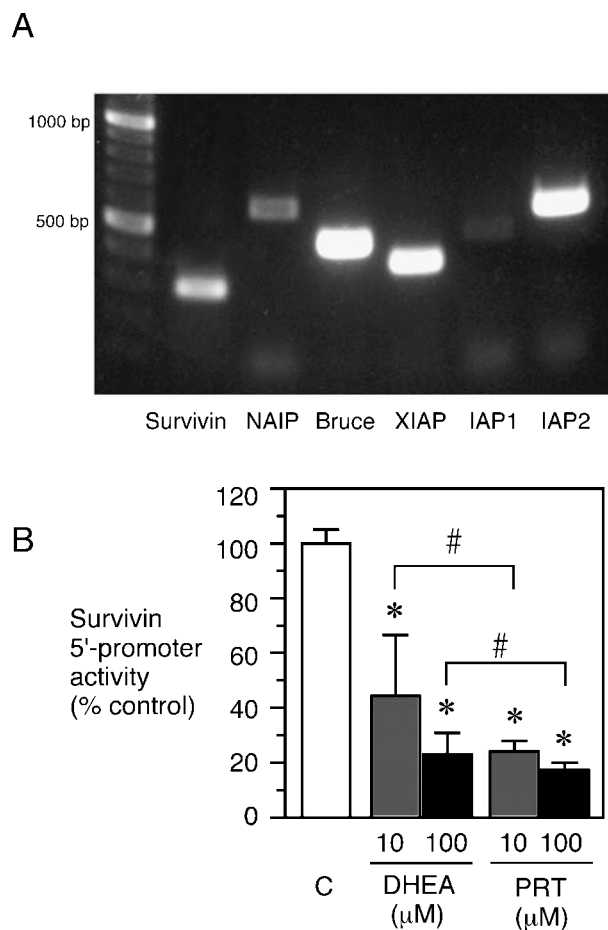 A
1000 bp
500 bp
Survivin NAIP Bruce XIAP IAP1 IAP2
B
Survivin
5'-promoter
activity
(% control)
120
100
80
60
40
20
0
#
#
*
*
*
*
10 100 10 100
C DHEA PRT
(µM) (µM)